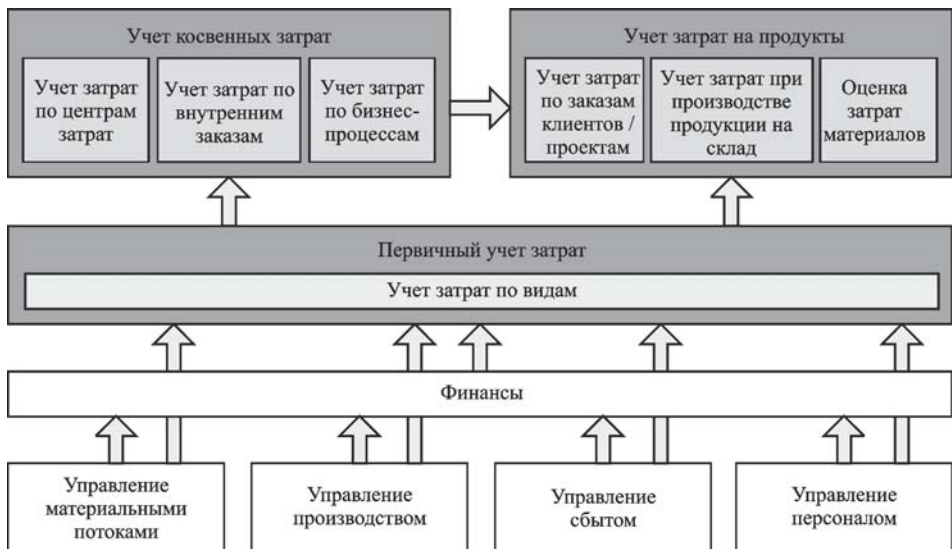 Учет косвенных затрат
Учет затрат
по центрам
затрат
Учет затрат по
внутренним
заказам
Учет затрат
по бизнес-
процессам
Учет затрат на продукты
Учет затрат
по заказам
клиентов /
проектам
Учет затрат при
производстве
продукции на
склад
Оценка
затрат
материалов
Первичный учет затрат
Учет затрат по видам
Финансы
Управление
материальными
потоками
Управление
производством
Управление
сбытом
Управление
персоналом